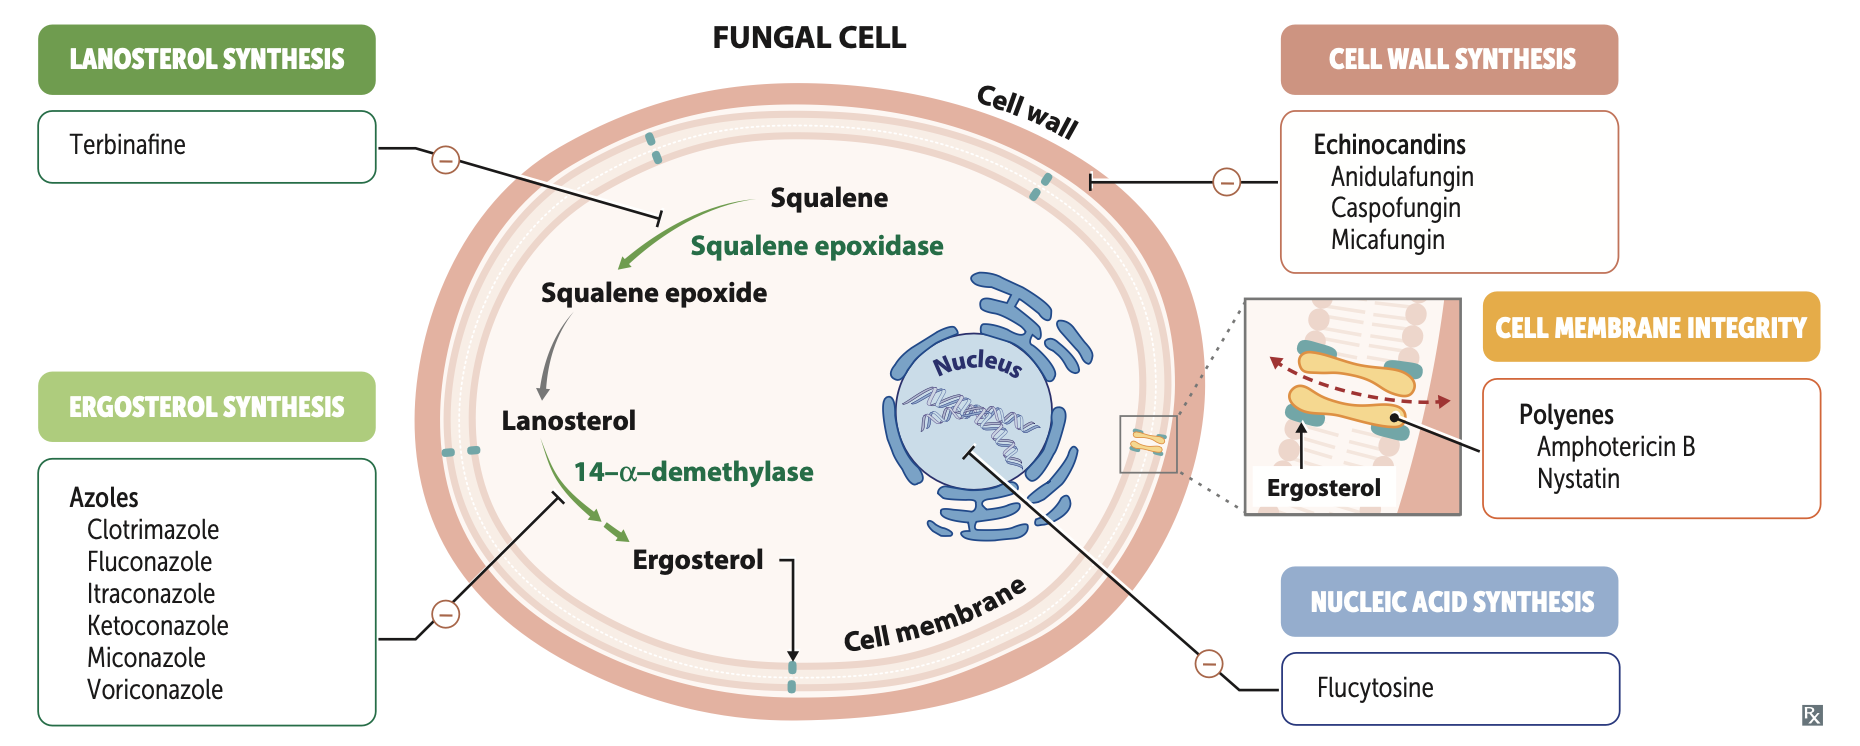 FUNGAL CELL
LANOSTEROL SYNTHESIS
Terbinafine
ERGOSTEROL SYNTHESIS
Azoles
Clotrimazole
Fluconazole
Itraconazole
Ketoconazole
Miconazole
Voriconazole
Cell wall
Squalene
Squalene epoxidase
Squalene epoxide
Lanosterol
14–α–demethylase
Ergosterol
Cell membrane
Nucleus
CELL WALL SYNTHESIS
Echinocandins
Anidulafungin
Caspofungin
Micafungin
CELL MEMBRANE INTEGRITY
Polyenes
Amphotericin B
Nystatin
Ergosterol
NUCLEIC ACID SYNTHESIS
Flucytosine
Rx